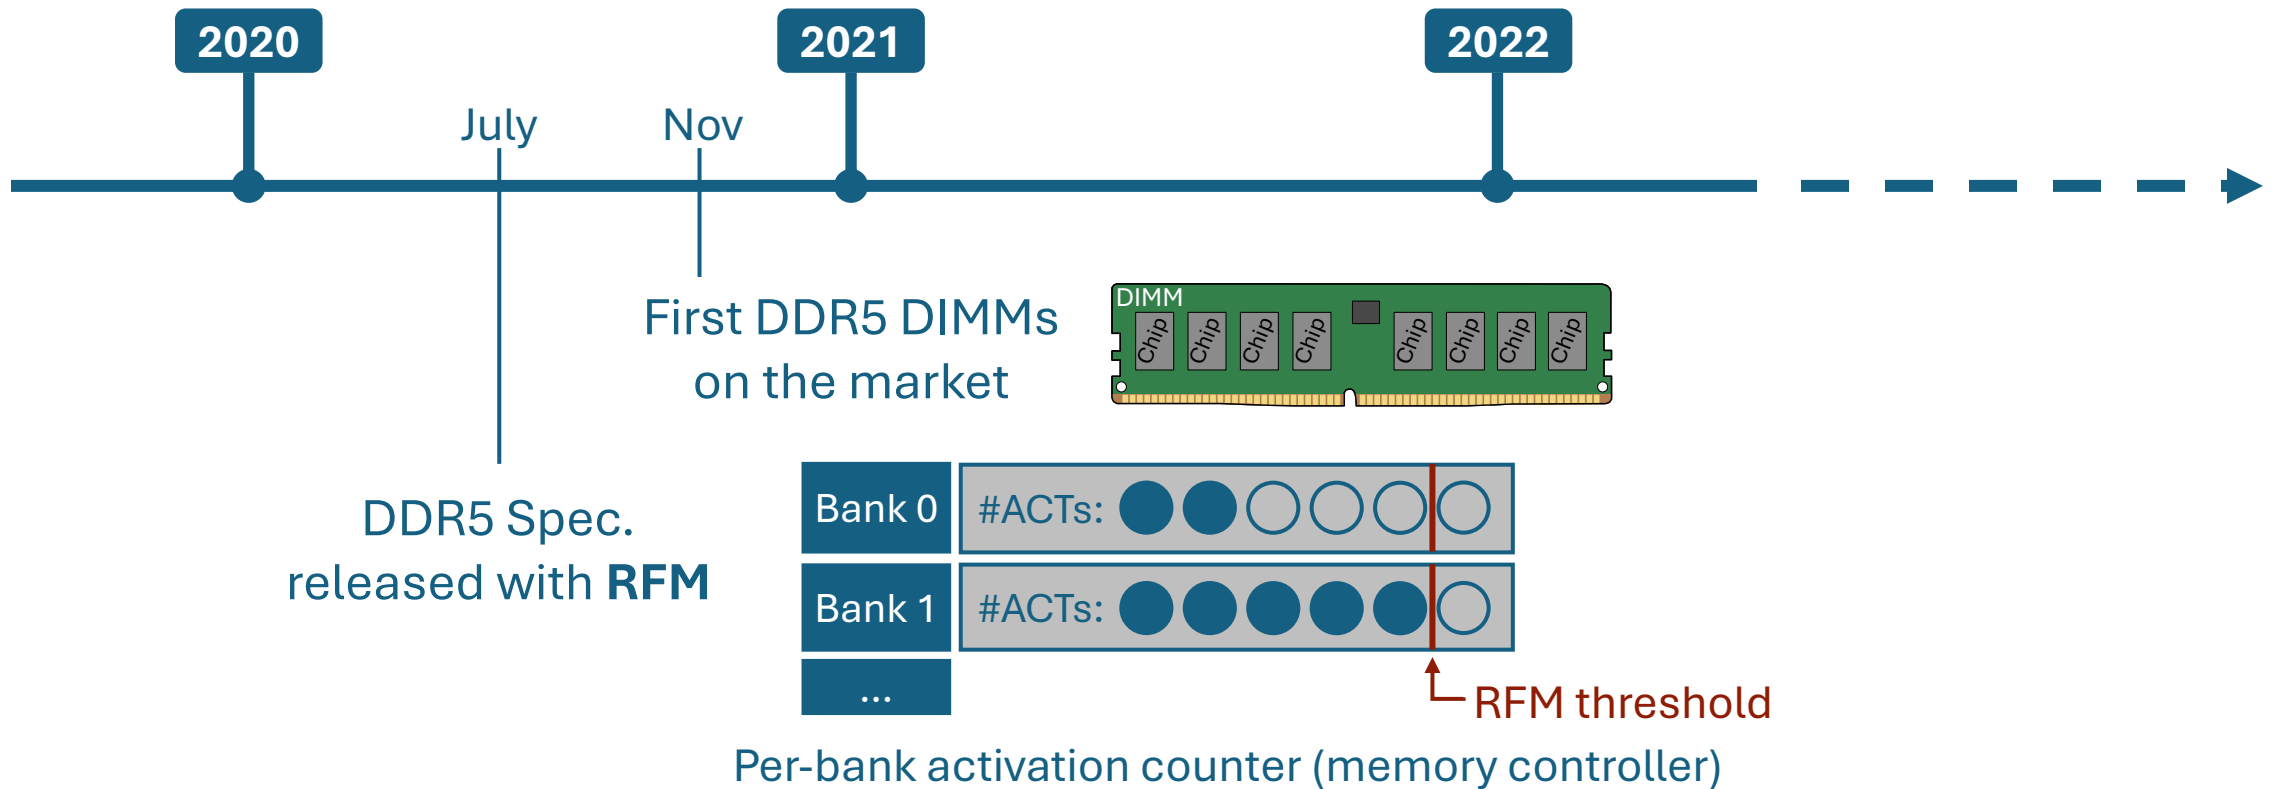 2020
2021
2022
July
Nov
First DDR5 DIMMs
on the market
DIMM
Chip
Chip
Chip
Chip
Chip
Chip
Chip
Chip
DDR5 Spec.
released with RFM
Bank 0
#ACTs:
Bank 1
#ACTs:
...
RFM threshold
Per-bank activation counter (memory controller)